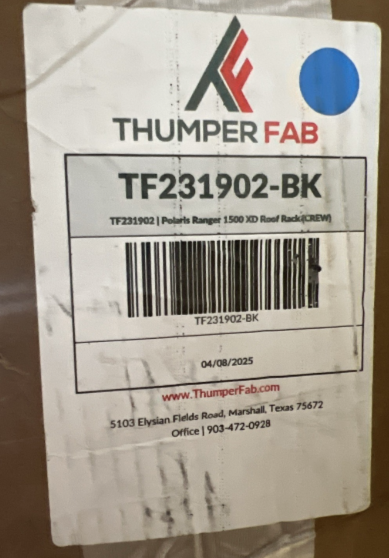 THUMPER FAB
TF231902-BK
TF231902 | Polaris Ranger 1500 XD Roof Rack (CREW)
TF231902-BK
04/08/2025
www.ThumperFab.com
5103 Elysian Fields Road, Marshall, Texas 75672
Office | 903-472-0928